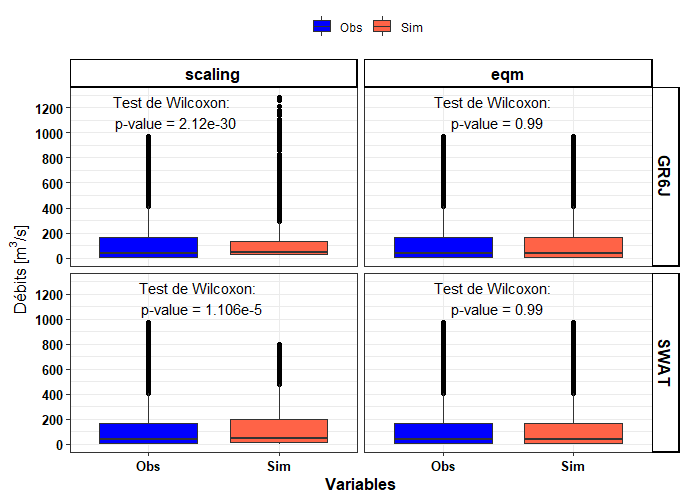 Obs Sim
scaling eqm
Test de Wilcoxon:
p-value = 2.12e-30
Test de Wilcoxon:
p-value = 0.99
GR6J
1200
1000
800
600
400
200
0
Débits [m³/s]
Test de Wilcoxon:
p-value = 1.106e-5
Test de Wilcoxon:
p-value = 0.99
SWAT
1200
1000
800
600
400
200
0
Obs Sim Obs Sim
Variables